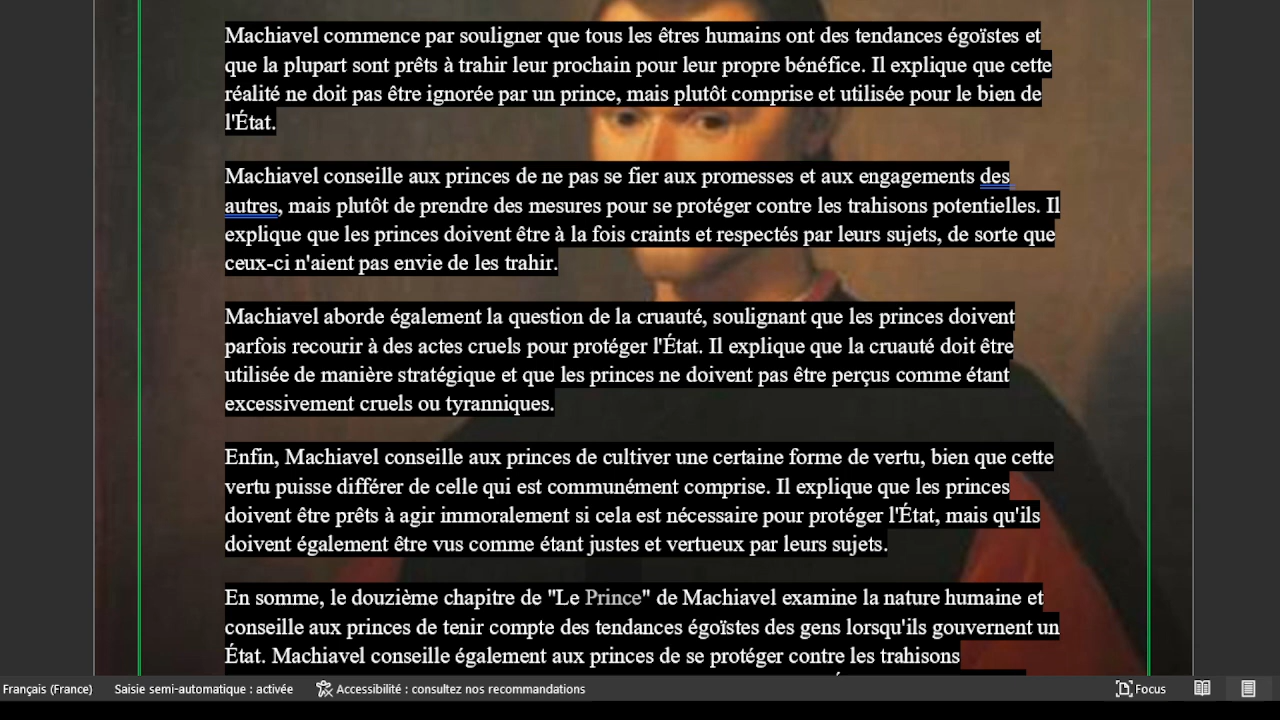 Machiavel commence par souligner que tous les êtres humains ont des tendances égoïstes et
que la plupart sont prêts à trahir leur prochain pour leur propre bénéfice. Il explique que cette
réalité ne doit pas être ignorée par un prince, mais plutôt comprise et utilisée pour le bien de
l'État.
Machiavel conseille aux princes de ne pas se fier aux promesses et aux engagements des
autres, mais plutôt de prendre des mesures pour se protéger contre les trahisons potentielles. Il
explique que les princes doivent être à la fois craints et respectés par leurs sujets, de sorte que
ceux-ci n'aient pas envie de les trahir.
Machiavel aborde également la question de la cruauté, soulignant que les princes doivent
parfois recourir à des actes cruels pour protéger l'État. Il explique que la cruauté doit être
utilisée de manière stratégique et que les princes ne doivent pas être perçus comme étant
excessivement cruels ou tyranniques.
Enfin, Machiavel conseille aux princes de cultiver une certaine forme de vertu, bien que cette
vertu puisse différer de celle qui est communément comprise. Il explique que les princes
doivent être prêts à agir immoralement si cela est nécessaire pour protéger l'État, mais qu'ils
doivent également être vus comme étant justes et vertueux par leurs sujets.
En somme, le douzième chapitre de "Le Prince" de Machiavel examine la nature humaine et
conseille aux princes de tenir compte des tendances égoïstes des gens lorsqu'ils gouvernent un
État. Machiavel conseille également aux princes de se protéger contre les trahisons
Français (France) Saisie semi-automatique : activée Accessibilité : consultez nos recommandations Focus